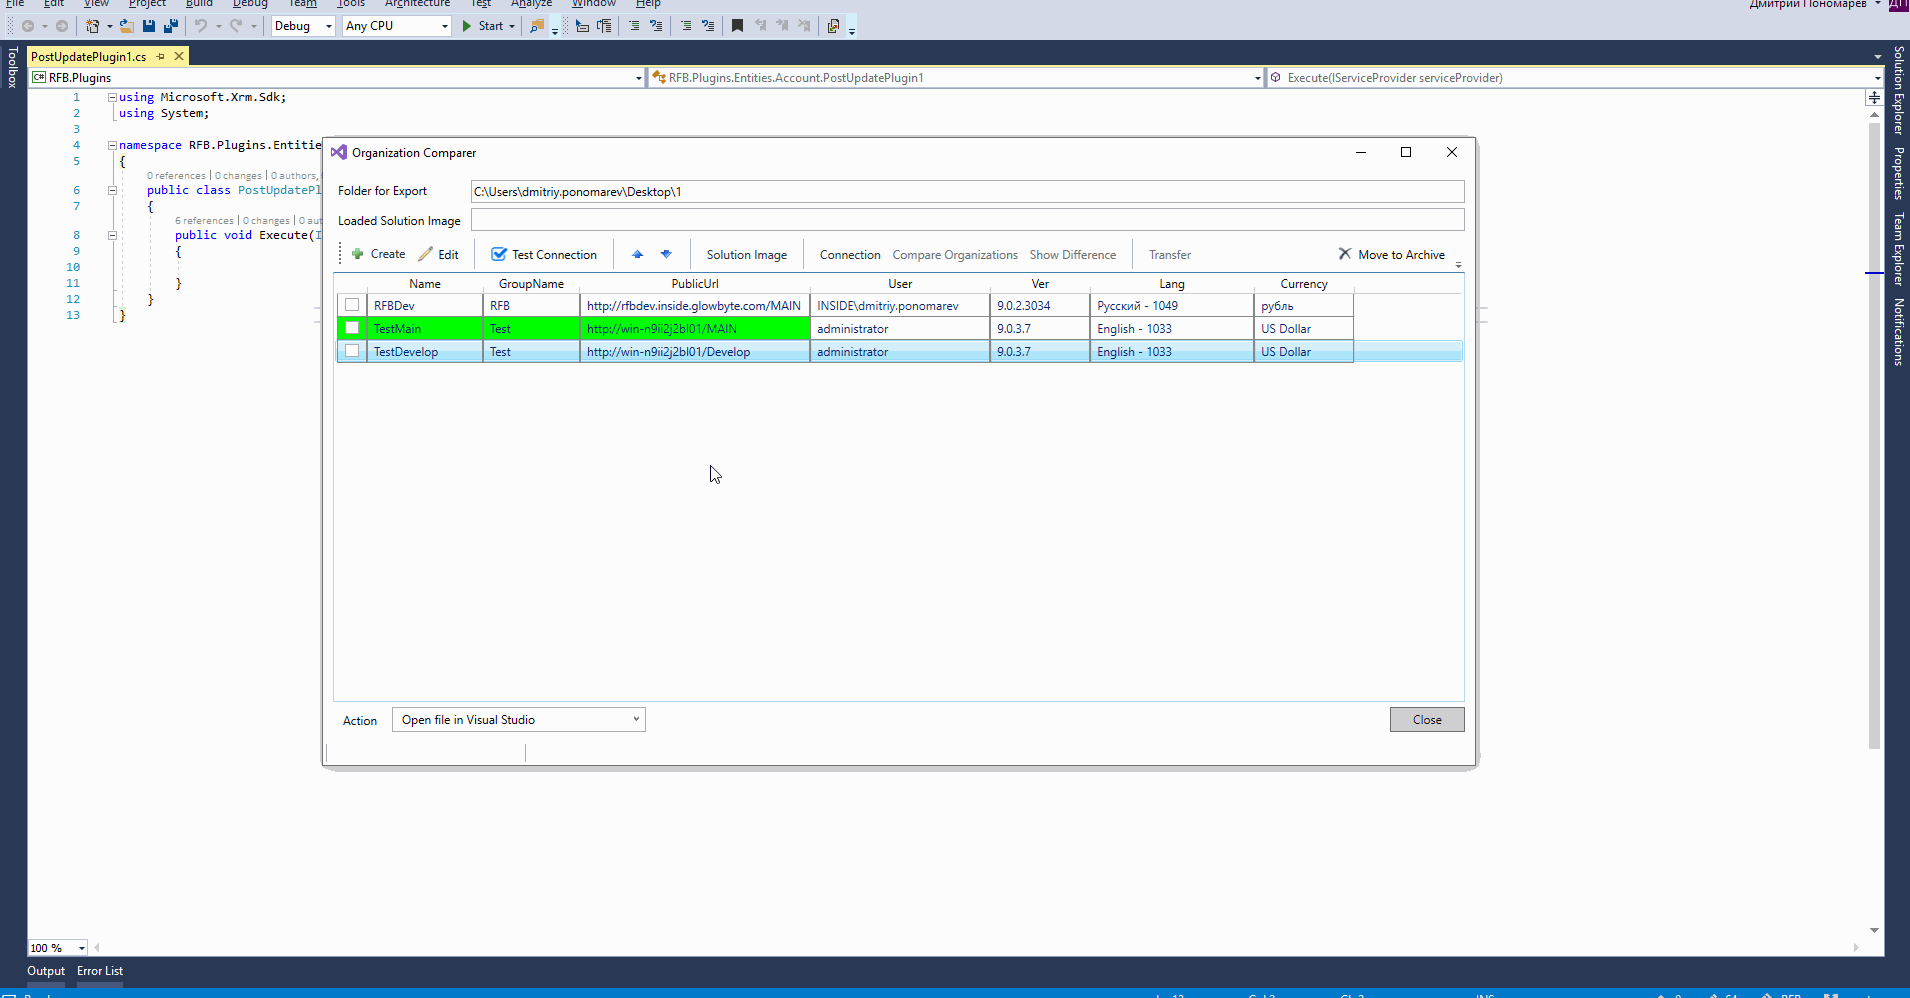 File Edit View Project Build Debug Team Tools Architecture Test Analyze Window Help Дмитрий Пономарев ДП
Debug Any CPU Start
Toolbox
PostUpdatePlugin1.cs
RFB.Plugins RFB.Plugins.Entities.Account.PostUpdatePlugin1 Execute(IServiceProvider serviceProvider)
1 using Microsoft.Xrm.Sdk;
2 using System;
3
4 namespace RFB.Plugins.Entitie
5 {
0 references | 0 changes | 0 authors,
6 public class PostUpdatePl
7 {
6 references | 0 changes | 0 aut
8 public void Execute(I
9 {
10
11 }
12 }
13 }
Organization Comparer
Folder for Export C:\Users\dmitriy.ponomarev\Desktop\1
Loaded Solution Image
Create Edit Test Connection Solution Image Connection Compare Organizations Show Difference Transfer Move to Archive
Name GroupName PublicUrl User Ver Lang Currency
RFBDev RFB http://rfbdev.inside.glowbyte.com/MAIN INSIDE\dmitriy.ponomarev 9.0.2.3034 Русский - 1049 рубль
TestMain Test http://win-n9ii2j2bl01/MAIN administrator 9.0.3.7 English - 1033 US Dollar
TestDevelop Test http://win-n9ii2j2bl01/Develop administrator 9.0.3.7 English - 1033 US Dollar
Action Open file in Visual Studio Close
Solution Explorer
Properties
Team Explorer
Notifications
100 %
Output Error List